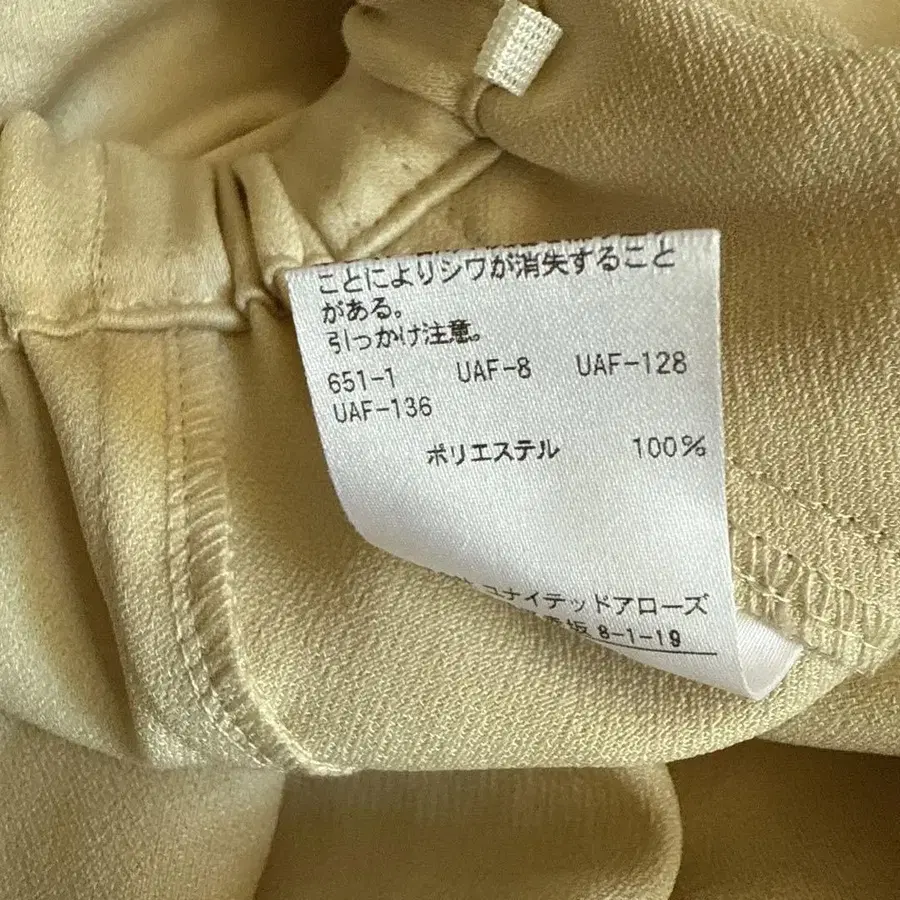 ことによりシワが消失すること
がある。
引っかけ注意。
651-1 UAF-8 UAF-128
UAF-136
ポリエステル 100%
ユナイテッドアローズ
赤坂 8-1-19